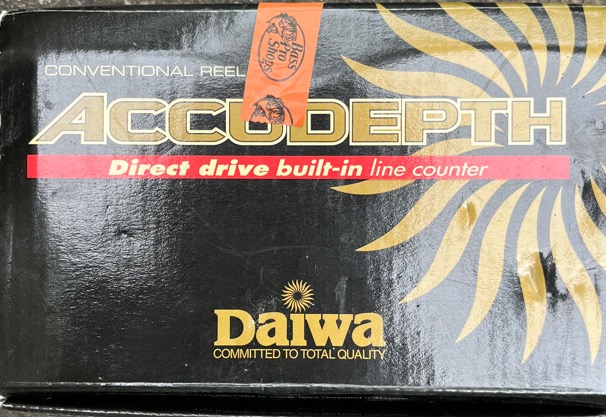 Bass
Pro
Shops
CONVENTIONAL REEL
ACCUDEPTH
Direct drive built-in line counter
Daiwa
COMMITTED TO TOTAL QUALITY